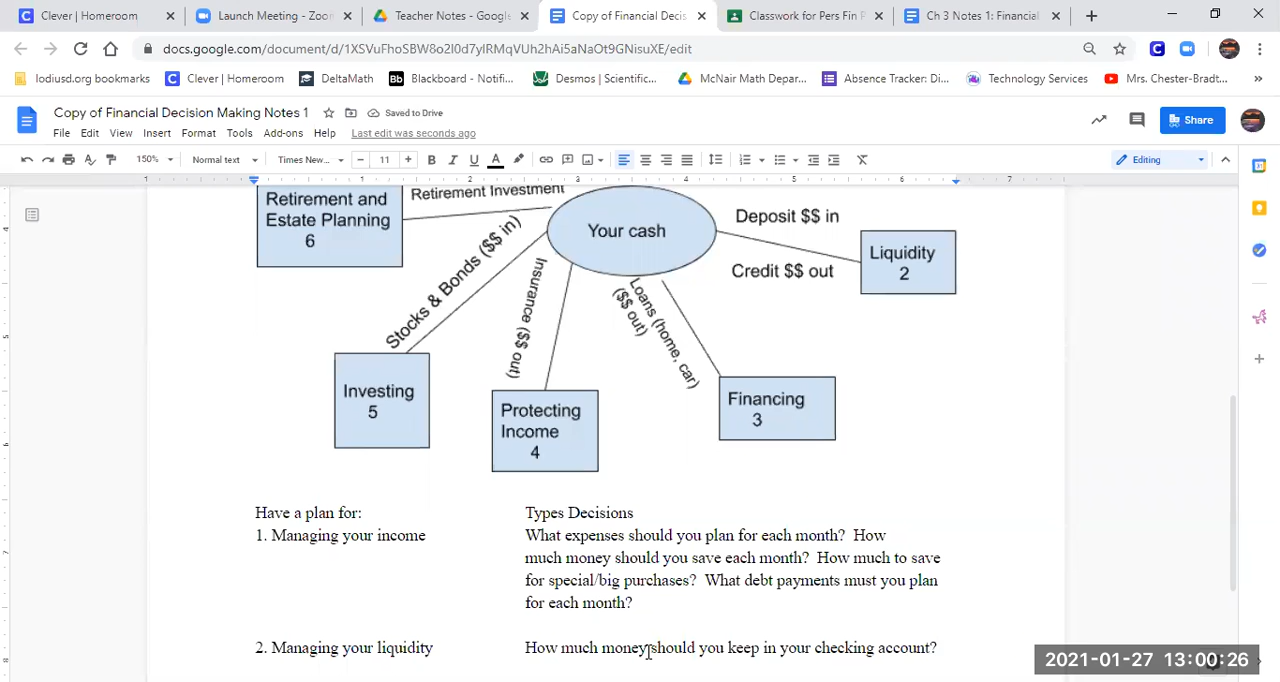 Clever | Homeroom
Launch Meeting - Zoo
Teacher Notes - Google
Copy of Financial Decis
Classwork for Pers Fin P
Ch 3 Notes 1: Financial
docs.google.com/document/d/1XSVuFhoSBW8o2I0d7yIRMqVUh2hAi5aNaOt9GNisuXE/edit
lodiusd.org bookmarks
Clever | Homeroom
DeltaMath
Blackboard - Notifi...
Desmos | Scientific...
McNair Math Depar...
Absence Tracker: Di...
Technology Services
Mrs. Chester-Bradt...
Copy of Financial Decision Making Notes 1
Saved to Drive
File Edit View Insert Format Tools Add-ons Help Last edit was seconds ago
Share
150% Normal text Times New... 11 B I U A
Editing
1 1 2 3 4 5 6 7
Retirement and
Estate Planning
6
Retirement Investment
Your cash
Deposit $$ in
Credit $$ out
Liquidity
2
Stocks & Bonds ($$ in)
Insurance ($$ out)
Loans (home, car)
($$ out)
Investing
5
Protecting
Income
4
Financing
3
Have a plan for: Types Decisions
1. Managing your income What expenses should you plan for each month? How
much money should you save each month? How much to save
for special/big purchases? What debt payments must you plan
for each month?
2. Managing your liquidity How much money should you keep in your checking account?
2021-01-27 13:00:26